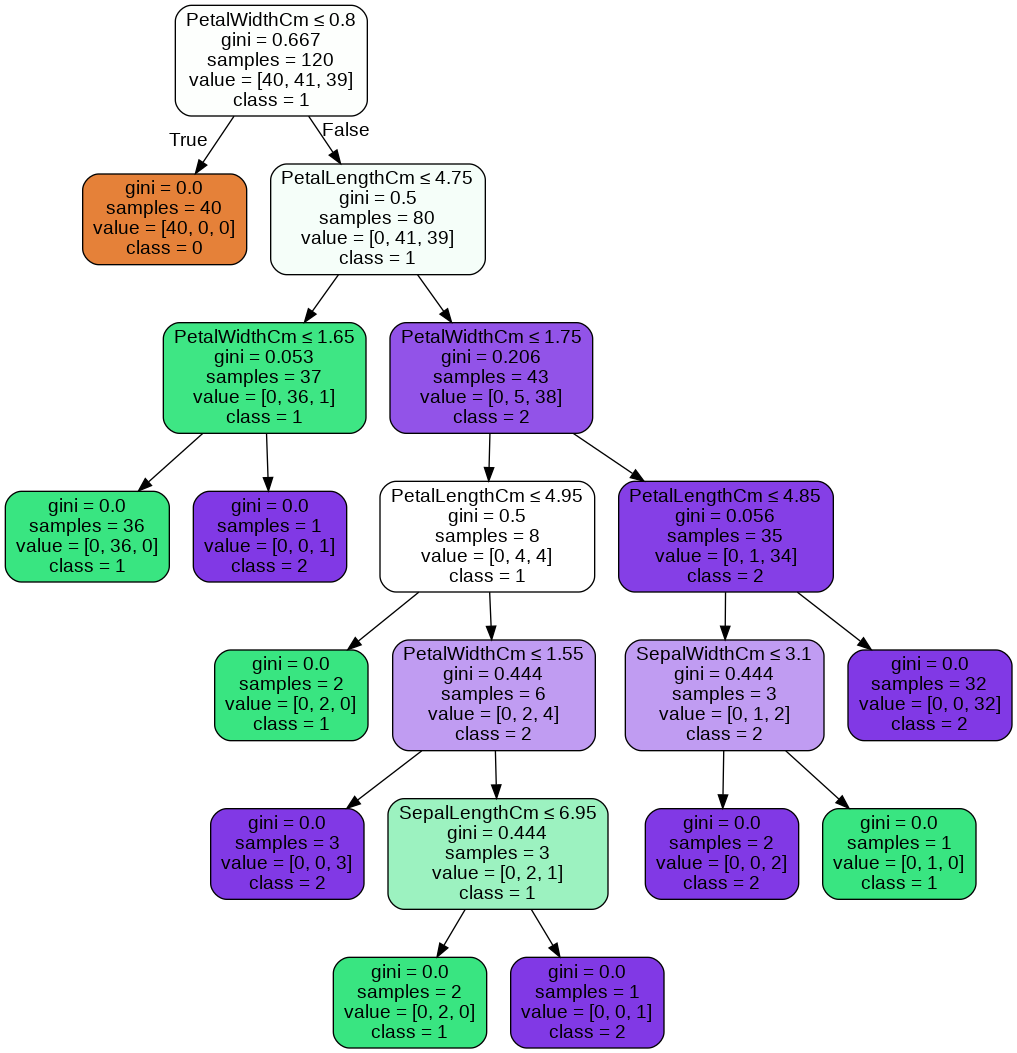 PetalWidthCm ≤ 0.8
gini = 0.667
samples = 120
value = [40, 41, 39]
class = 1
True
False
gini = 0.0
samples = 40
value = [40, 0, 0]
class = 0
PetalLengthCm ≤ 4.75
gini = 0.5
samples = 80
value = [0, 41, 39]
class = 1
PetalWidthCm ≤ 1.65
gini = 0.053
samples = 37
value = [0, 36, 1]
class = 1
PetalWidthCm ≤ 1.75
gini = 0.206
samples = 43
value = [0, 5, 38]
class = 2
gini = 0.0
samples = 36
value = [0, 36, 0]
class = 1
gini = 0.0
samples = 1
value = [0, 0, 1]
class = 2
PetalLengthCm ≤ 4.95
gini = 0.5
samples = 8
value = [0, 4, 4]
class = 1
PetalLengthCm ≤ 4.85
gini = 0.056
samples = 35
value = [0, 1, 34]
class = 2
gini = 0.0
samples = 2
value = [0, 2, 0]
class = 1
PetalWidthCm ≤ 1.55
gini = 0.444
samples = 6
value = [0, 2, 4]
class = 2
SepalWidthCm ≤ 3.1
gini = 0.444
samples = 3
value = [0, 1, 2]
class = 2
gini = 0.0
samples = 32
value = [0, 0, 32]
class = 2
gini = 0.0
samples = 3
value = [0, 0, 3]
class = 2
SepalLengthCm ≤ 6.95
gini = 0.444
samples = 3
value = [0, 2, 1]
class = 1
gini = 0.0
samples = 2
value = [0, 0, 2]
class = 2
gini = 0.0
samples = 1
value = [0, 1, 0]
class = 1
gini = 0.0
samples = 2
value = [0, 2, 0]
class = 1
gini = 0.0
samples = 1
value = [0, 0, 1]
class = 2